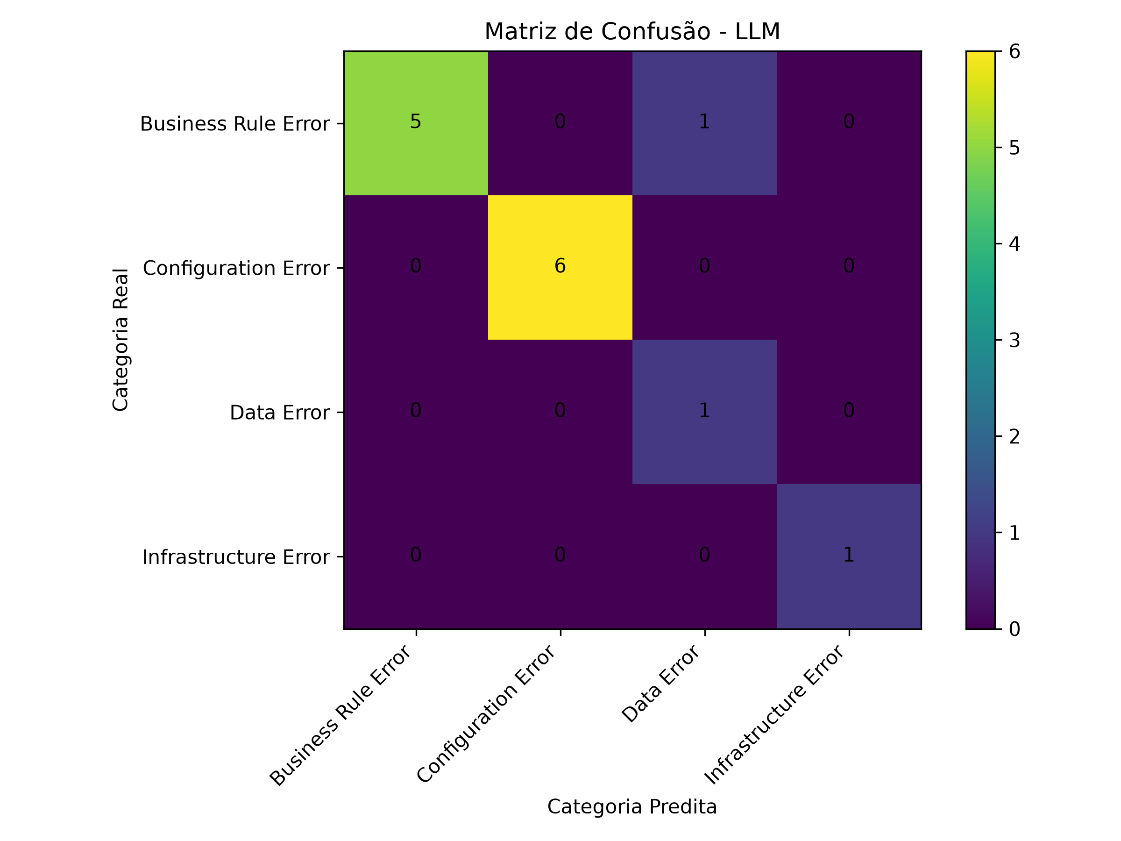 Matriz de Confusão - LLM
Categoria Real
Business Rule Error
5 0 1 0
Configuration Error
0 6 0 0
Data Error
0 0 1 0
Infrastructure Error
0 0 0 1
Business Rule Error
Configuration Error
Data Error
Infrastructure Error
Categoria Predita
6
5
4
3
2
1
0